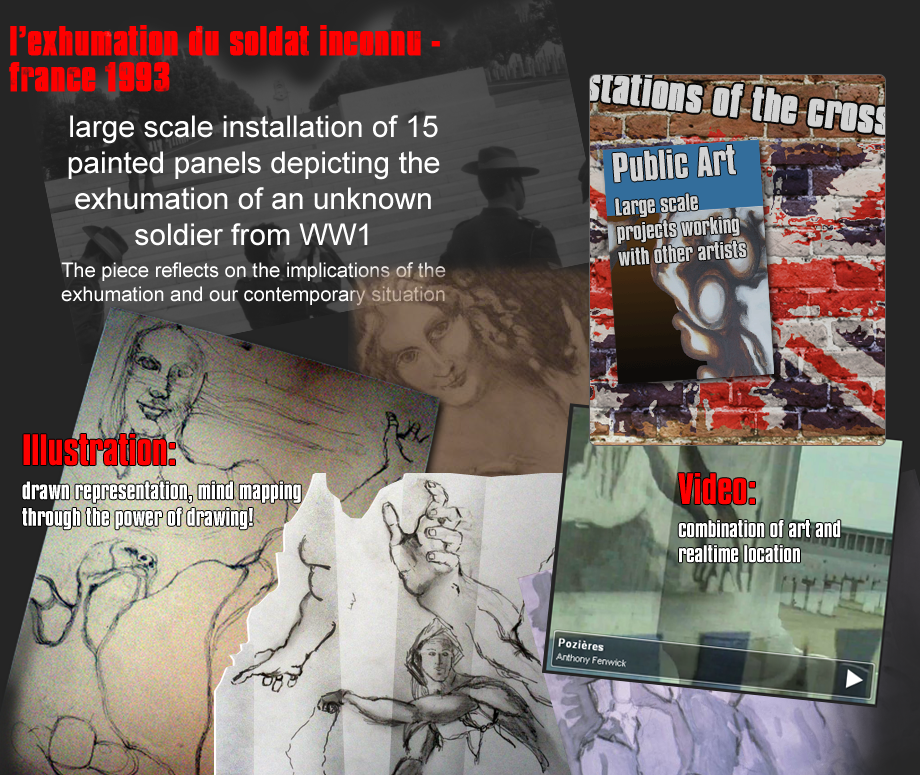 l'exhumation du soldat inconnu -
france 1993
large scale installation of 15
painted panels depicting the
exhumation of an unknown
soldier from WW1
The piece reflects on the implications of the
exhumation and our contemporary situation
stations of the cross
Public Art
Large scale
projects working
with other artists
Illustration:
drawn representation, mind mapping
through the power of drawing!
Video:
combination of art and
realtime location
Pozières
Anthony Fenwick